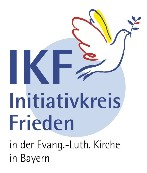 IKF
Initiativkreis
Frieden
in der Evang.-Luth. Kirche
in Bayern